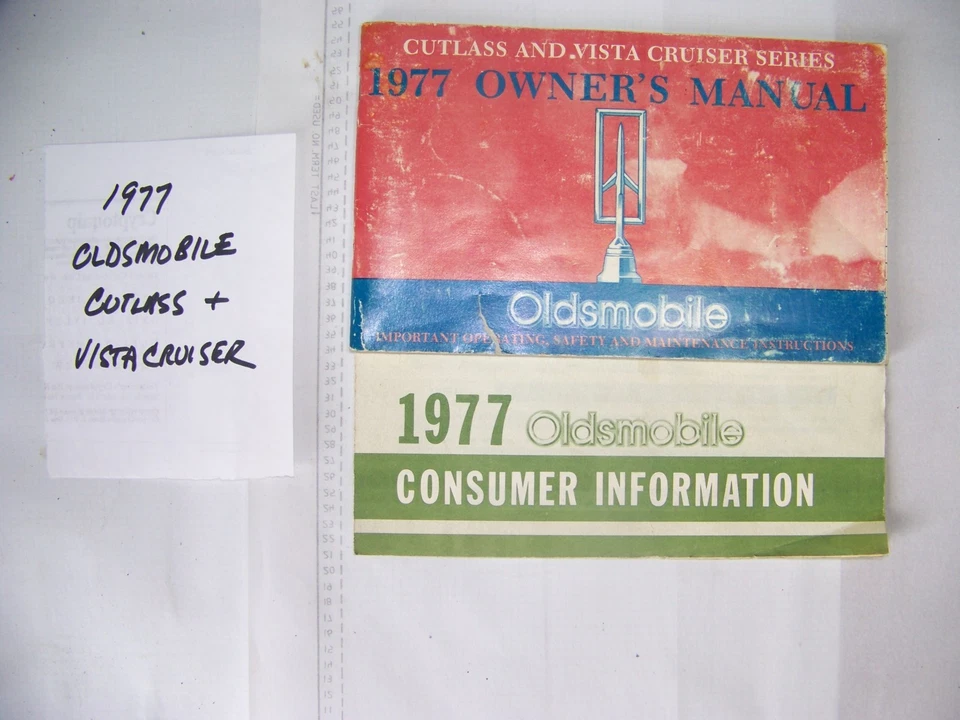 1977
OLDSMOBILE
CUTLASS +
VISTA CRUISER
CUTLASS AND VISTA CRUISER SERIES
1977 OWNER'S MANUAL
Oldsmobile
IMPORTANT OPERATING, SAFETY AND MAINTENANCE INSTRUCTIONS
1977 Oldsmobile
CONSUMER INFORMATION